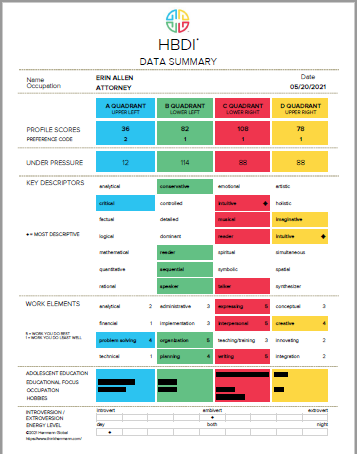 HBDI
DATA SUMMARY
Name ERIN ALLEN Date
Occupation ATTORNEY 05/20/2021
A QUADRANT B QUADRANT C QUADRANT D QUADRANT
UPPER LEFT LOWER LEFT LOWER RIGHT UPPER RIGHT
PROFILE SCORES 36 82 108 78
PREFERENCE CODE 2 1 1 1
UNDER PRESSURE 12 114 88 88
KEY DESCRIPTORS analytical conservative emotional artistic
critical controlled intuitive ◆ holistic
factual detailed musical imaginative
◆ = MOST DESCRIPTIVE logical dominant reader intuitive ◆
mathematical reader spiritual simultaneous
quantitative sequential symbolic spatial
rational speaker talker synthesizer
WORK ELEMENTS analytical 2 administrative 3 expressing 5 conceptual 3
5 = WORK YOU DO BEST
1 = WORK YOU DO LEAST WELL
financial 1 implementation 3 interpersonal 5 creative 4
problem solving 4 organization 5 teaching/training 3 innovating 2
technical 1 planning 4 writing 5 integration 2
ADOLESCENT EDUCATION
EDUCATIONAL FOCUS
OCCUPATION
HOBBIES
INTROVERSION / introvert ambivert extrovert
EXTROVERSION
ENERGY LEVEL day both night
©2021 Herrmann Global
https://www.thinkherrmann.com/